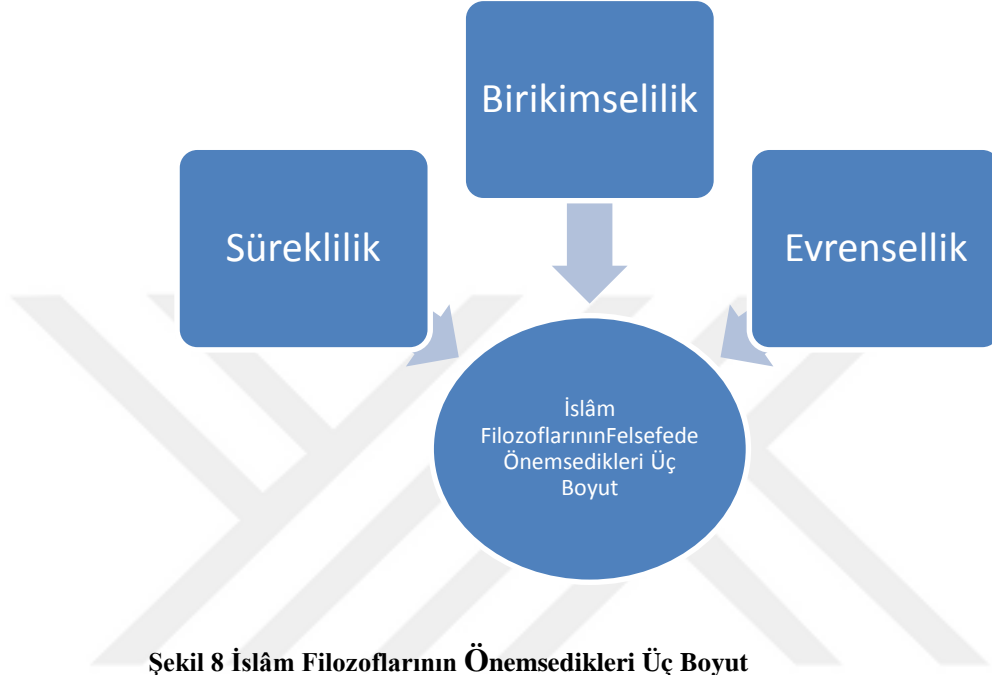 Birikimselilik
Süreklilik
Evrensellik
İslâm
FilozoflarınınFelsefede
Önemsedikleri Üç
Boyut
Şekil 8 İslâm Filozoflarının Önemsedikleri Üç Boyut